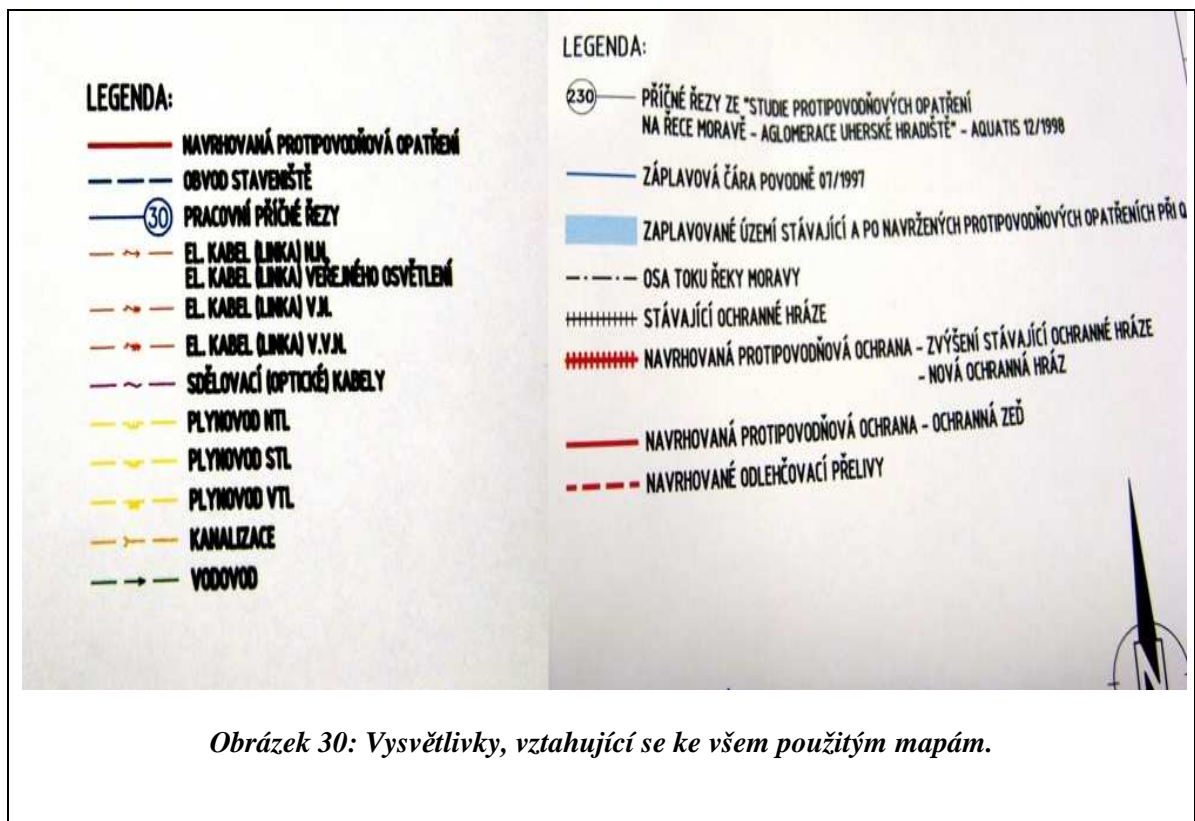 LEGENDA:
NAVRHOVANÁ PROTIPOVODŇOVÁ OPATŘENÍ
OBVOD STAVENIŠTĚ
30 PRACOVNÍ PŘÍČNÉ ŘEZY
EL. KABEL (LINKA) N.N.
EL. KABEL (LINKA) VEŘEJNÉHO OSVĚTLENÍ
EL. KABEL (LINKA) V.N.
EL. KABEL (LINKA) V.V.N.
SDĚLOVACÍ (OPTICKÉ) KABELY
PLYNOVOD NTL
PLYNOVOD STL
PLYNOVOD VTL
KANALIZACE
VODOVOD
LEGENDA:
230 PŘÍČNÉ ŘEZY ZE "STUDIE PROTIPOVODŇOVÝCH OPATŘENÍ
NA ŘECE MORAVĚ - AGLOMERACE UHERSKÉ HRADIŠTĚ" - AQUATIS 12/1998
ZÁPLAVOVÁ ČÁRA POVODNĚ 07/1997
ZAPLAVOVANÉ ÚZEMÍ STÁVAJÍCÍ A PO NAVRŽENÝCH PROTIPOVODŇOVÝCH OPATŘENÍCH PŘI Q
OSA TOKU ŘEKY MORAVY
STÁVAJÍCÍ OCHRANNÉ HRÁZE
NAVRHOVANÁ PROTIPOVODŇOVÁ OCHRANA - ZVÝŠENÍ STÁVAJÍCÍ OCHRANNÉ HRÁZE
- NOVÁ OCHRANNÁ HRÁZ
NAVRHOVANÁ PROTIPOVODŇOVÁ OCHRANA - OCHRANNÁ ZEĎ
NAVRHOVANÉ ODLEHČOVACÍ PŘELIVY
N
Obrázek 30: Vysvětlivky, vztahující se ke všem použitým mapám.